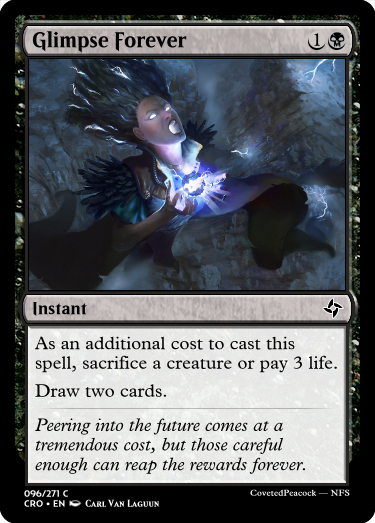 Glimpse Forever 1
Instant
As an additional cost to cast this
spell, sacrifice a creature or pay 3 life.
Draw two cards.
Peering into the future comes at a
tremendous cost, but those careful
enough can reap the rewards forever.
096/271 C
CRO • EN Carl Van Laguun
CovetedPeacock — NFS